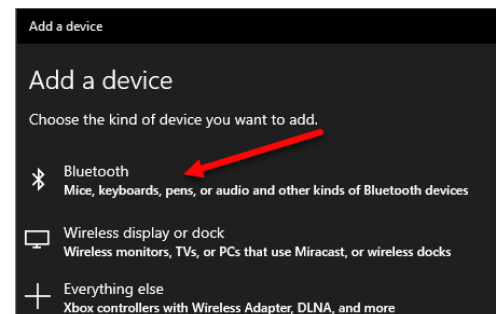 Add a device
Add a device
Choose the kind of device you want to add.
Bluetooth
Mice, keyboards, pens, or audio and other kinds of Bluetooth devices
Wireless display or dock
Wireless monitors, TVs, or PCs that use Miracast, or wireless docks
Everything else
Xbox controllers with Wireless Adapter, DLNA, and more